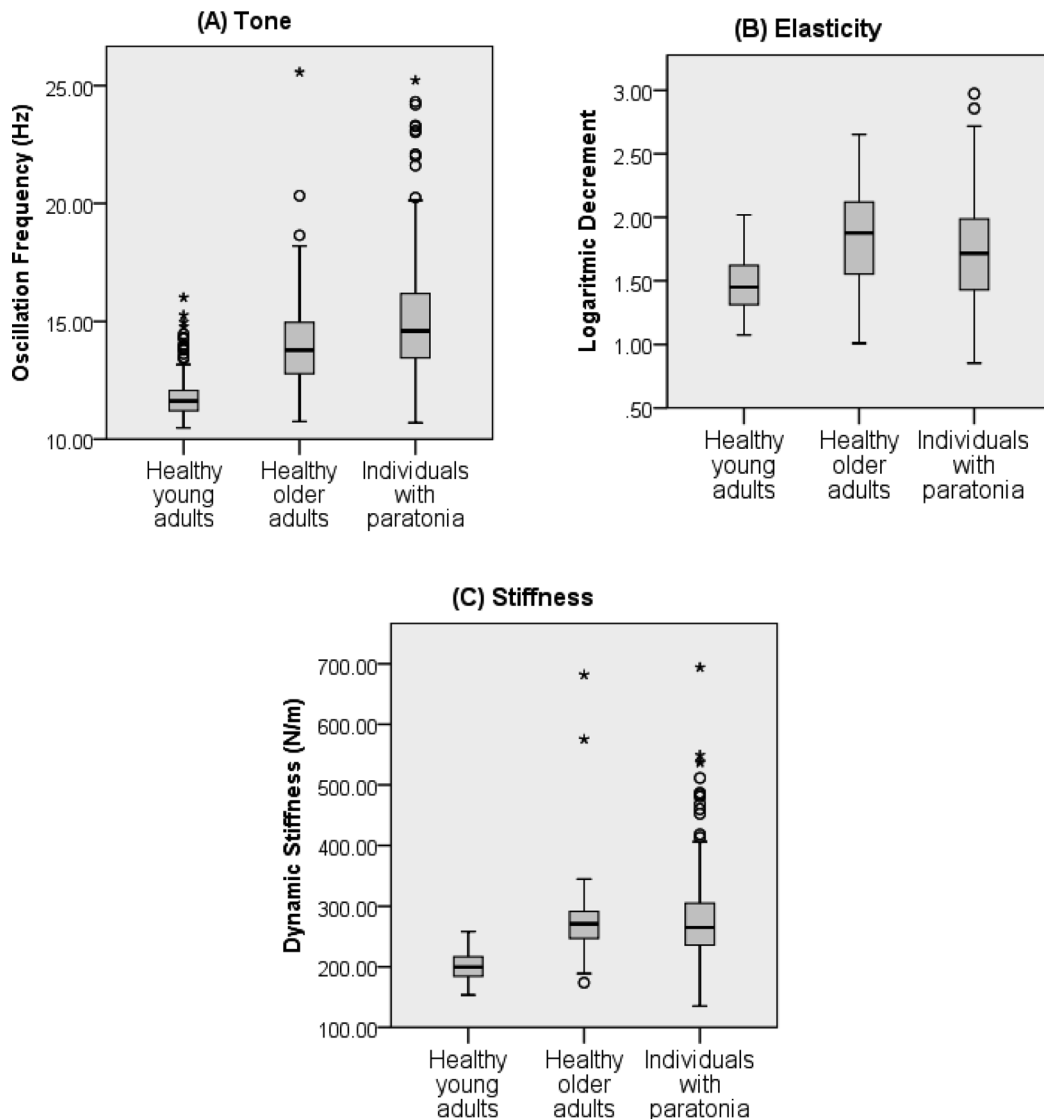 (A) Tone
Oscillation Frequency (Hz)
25.00
20.00
15.00
10.00
Healthy
young
adults
Healthy
older
adults
Individuals
with
paratonia
(B) Elasticity
Logaritmic Decrement
3.00
2.50
2.00
1.50
1.00
.50
Healthy
young
adults
Healthy
older
adults
Individuals
with
paratonia
(C) Stiffness
Dynamic Stiffness (N/m)
700.00
600.00
500.00
400.00
300.00
200.00
100.00
Healthy
young
adults
Healthy
older
adults
Individuals
with
paratonia